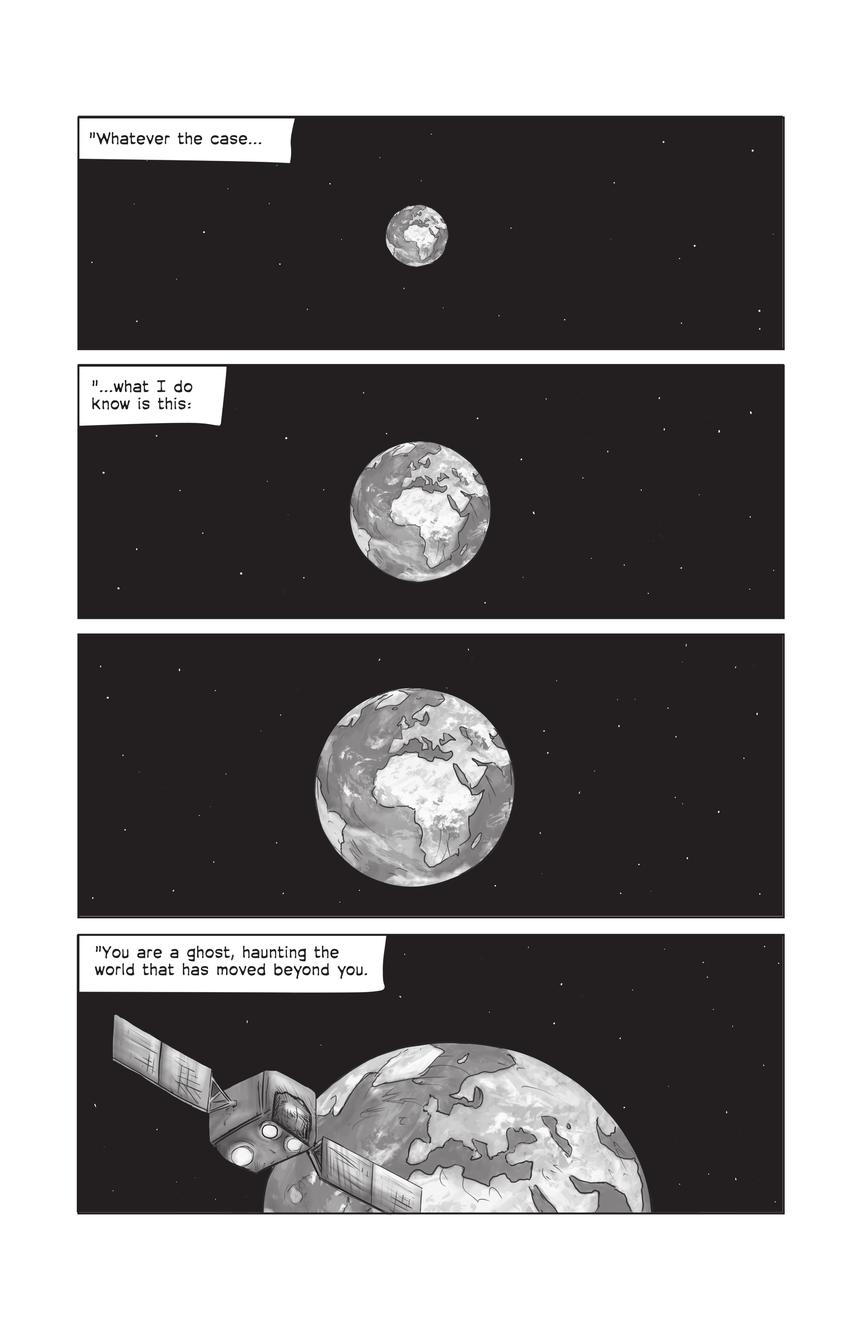 "Whatever the case...
"...what I do
know is this:
"You are a ghost, haunting the
world that has moved beyond you.